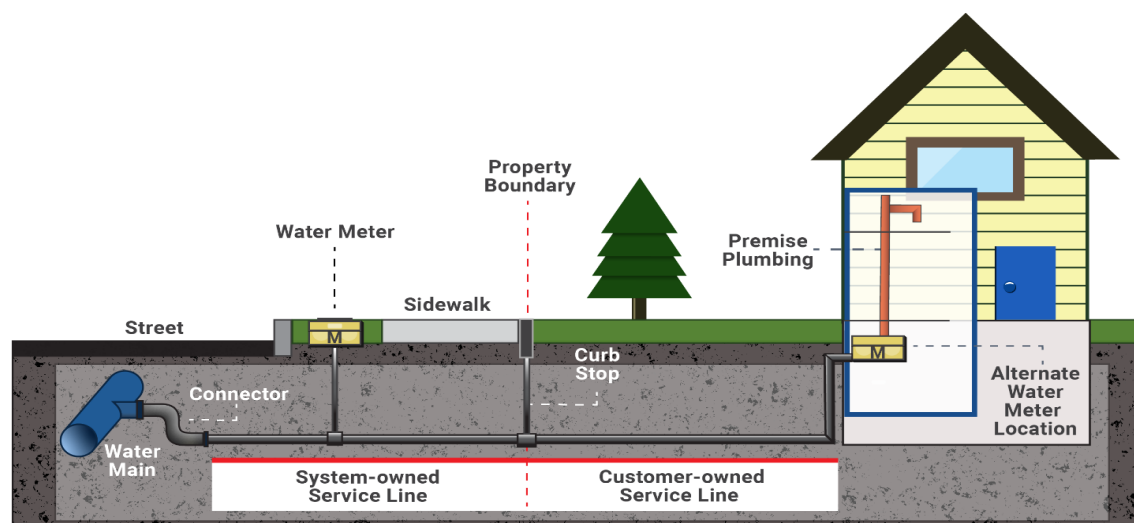 Property
Boundary
Water Meter
Premise
Plumbing
Sidewalk
Street
M
Curb
Stop
M
Connector
Alternate
Water
Meter
Location
Water
Main
System-owned
Service Line
Customer-owned
Service Line